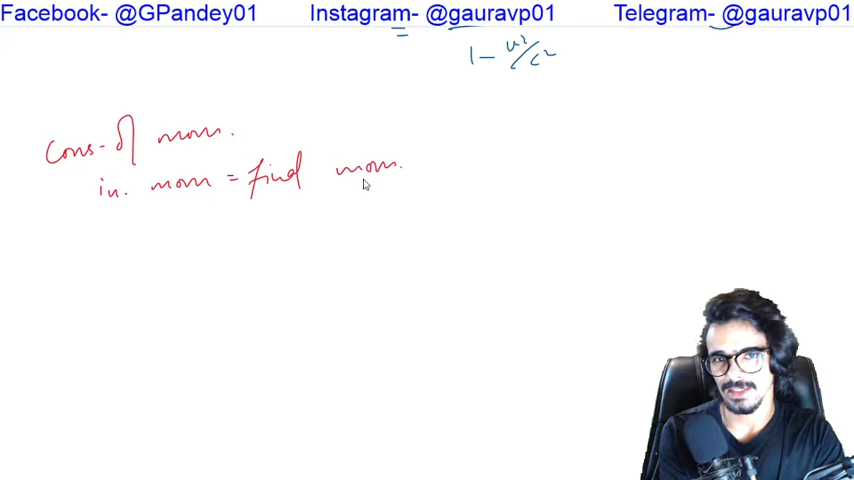 Facebook- @GPandey01 Instagram- @gauravp01 Telegram- @gauravp01
1 - u²/c²
Cons- of mom.
in. mom = final mom.